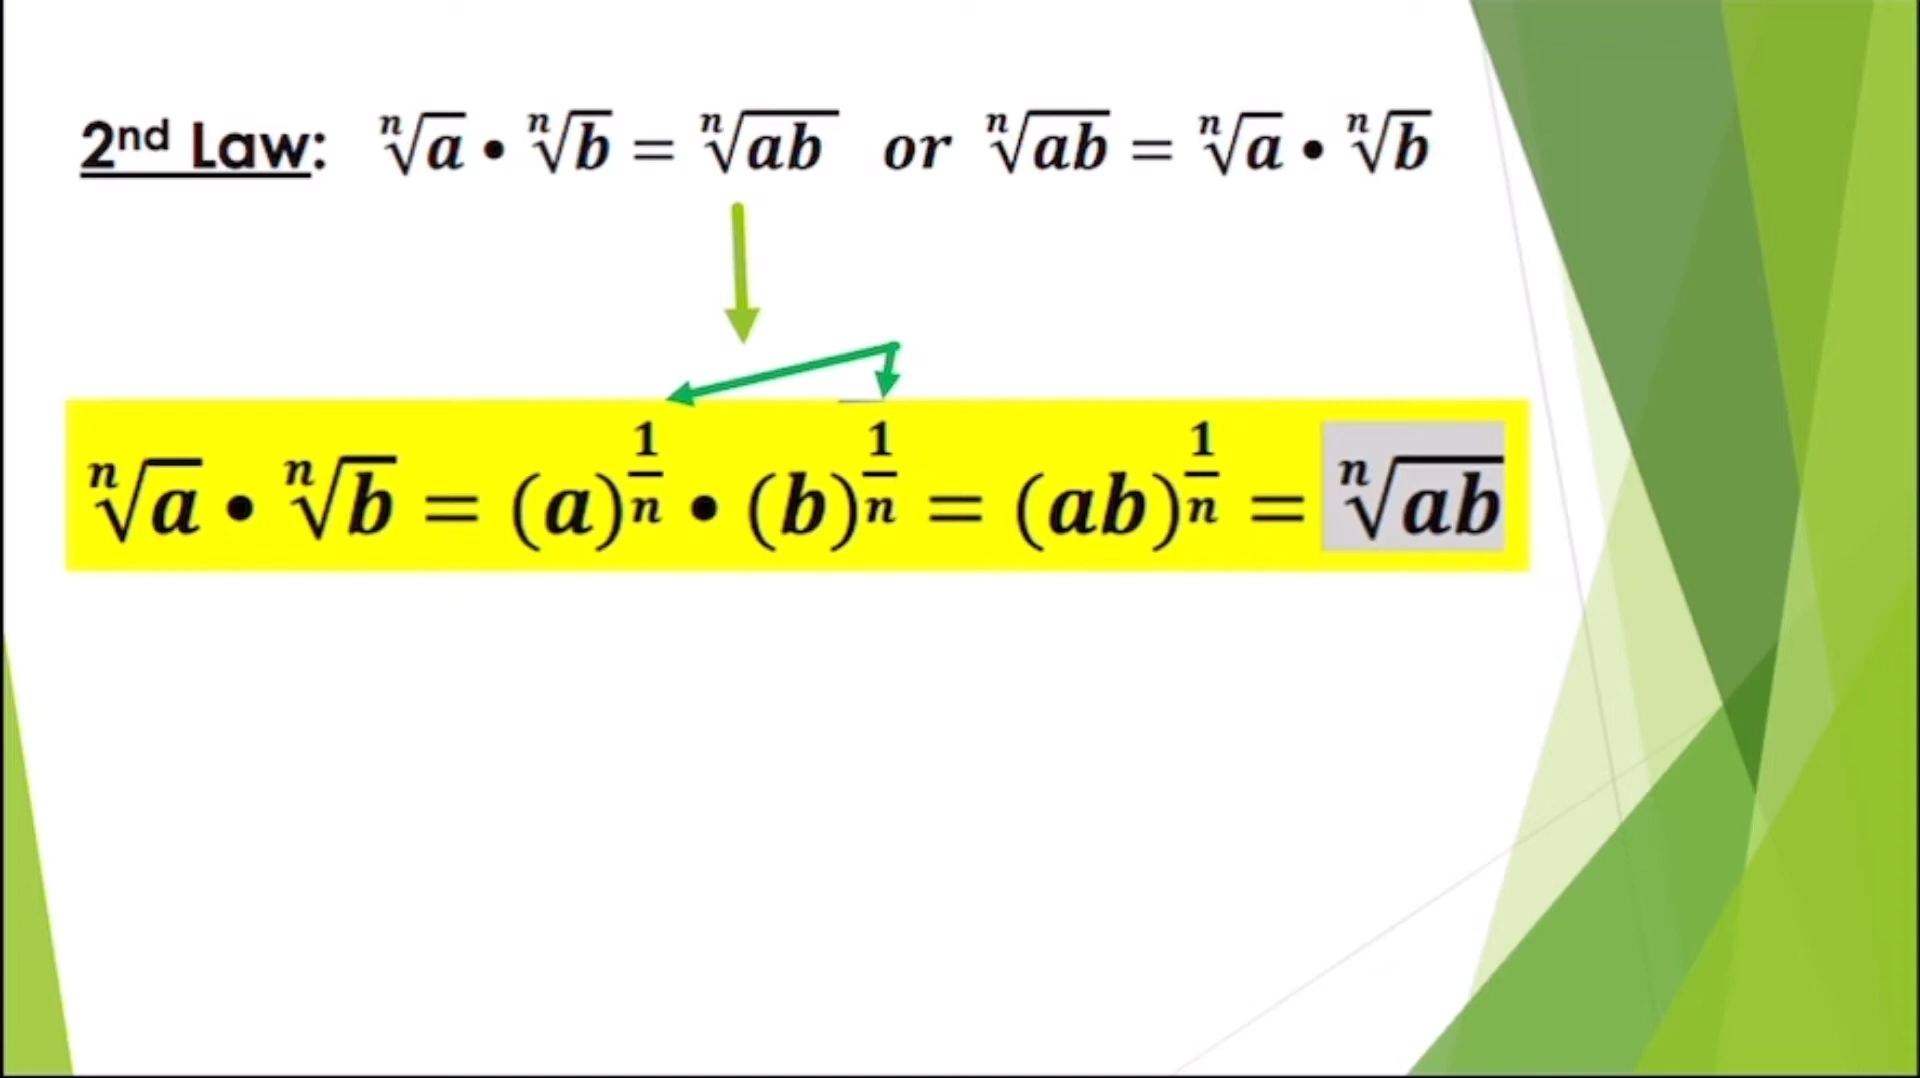 2ⁿᵈ Law: ⁿ√a • ⁿ√b = ⁿ√ab or ⁿ√ab = ⁿ√a • ⁿ√b
ⁿ√a • ⁿ√b = (a)^(1/n) • (b)^(1/n) = (ab)^(1/n) = ⁿ√ab